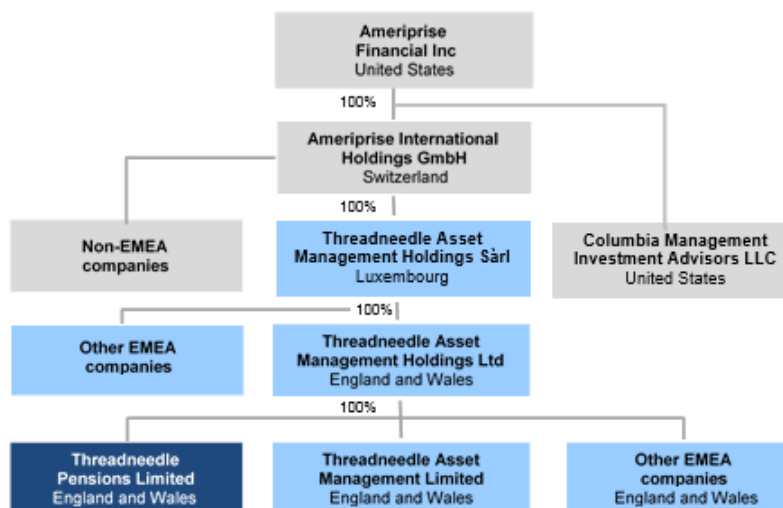 Ameriprise
Financial Inc
United States
100%
Ameriprise International
Holdings GmbH
Switzerland
100%
Non-EMEA
companies
Threadneedle Asset
Management Holdings Sàrl
Luxembourg
Columbia Management
Investment Advisors LLC
United States
100%
Other EMEA
companies
Threadneedle Asset
Management Holdings Ltd
England and Wales
100%
Threadneedle
Pensions Limited
England and Wales
Threadneedle Asset
Management Limited
England and Wales
Other EMEA
companies
England and Wales